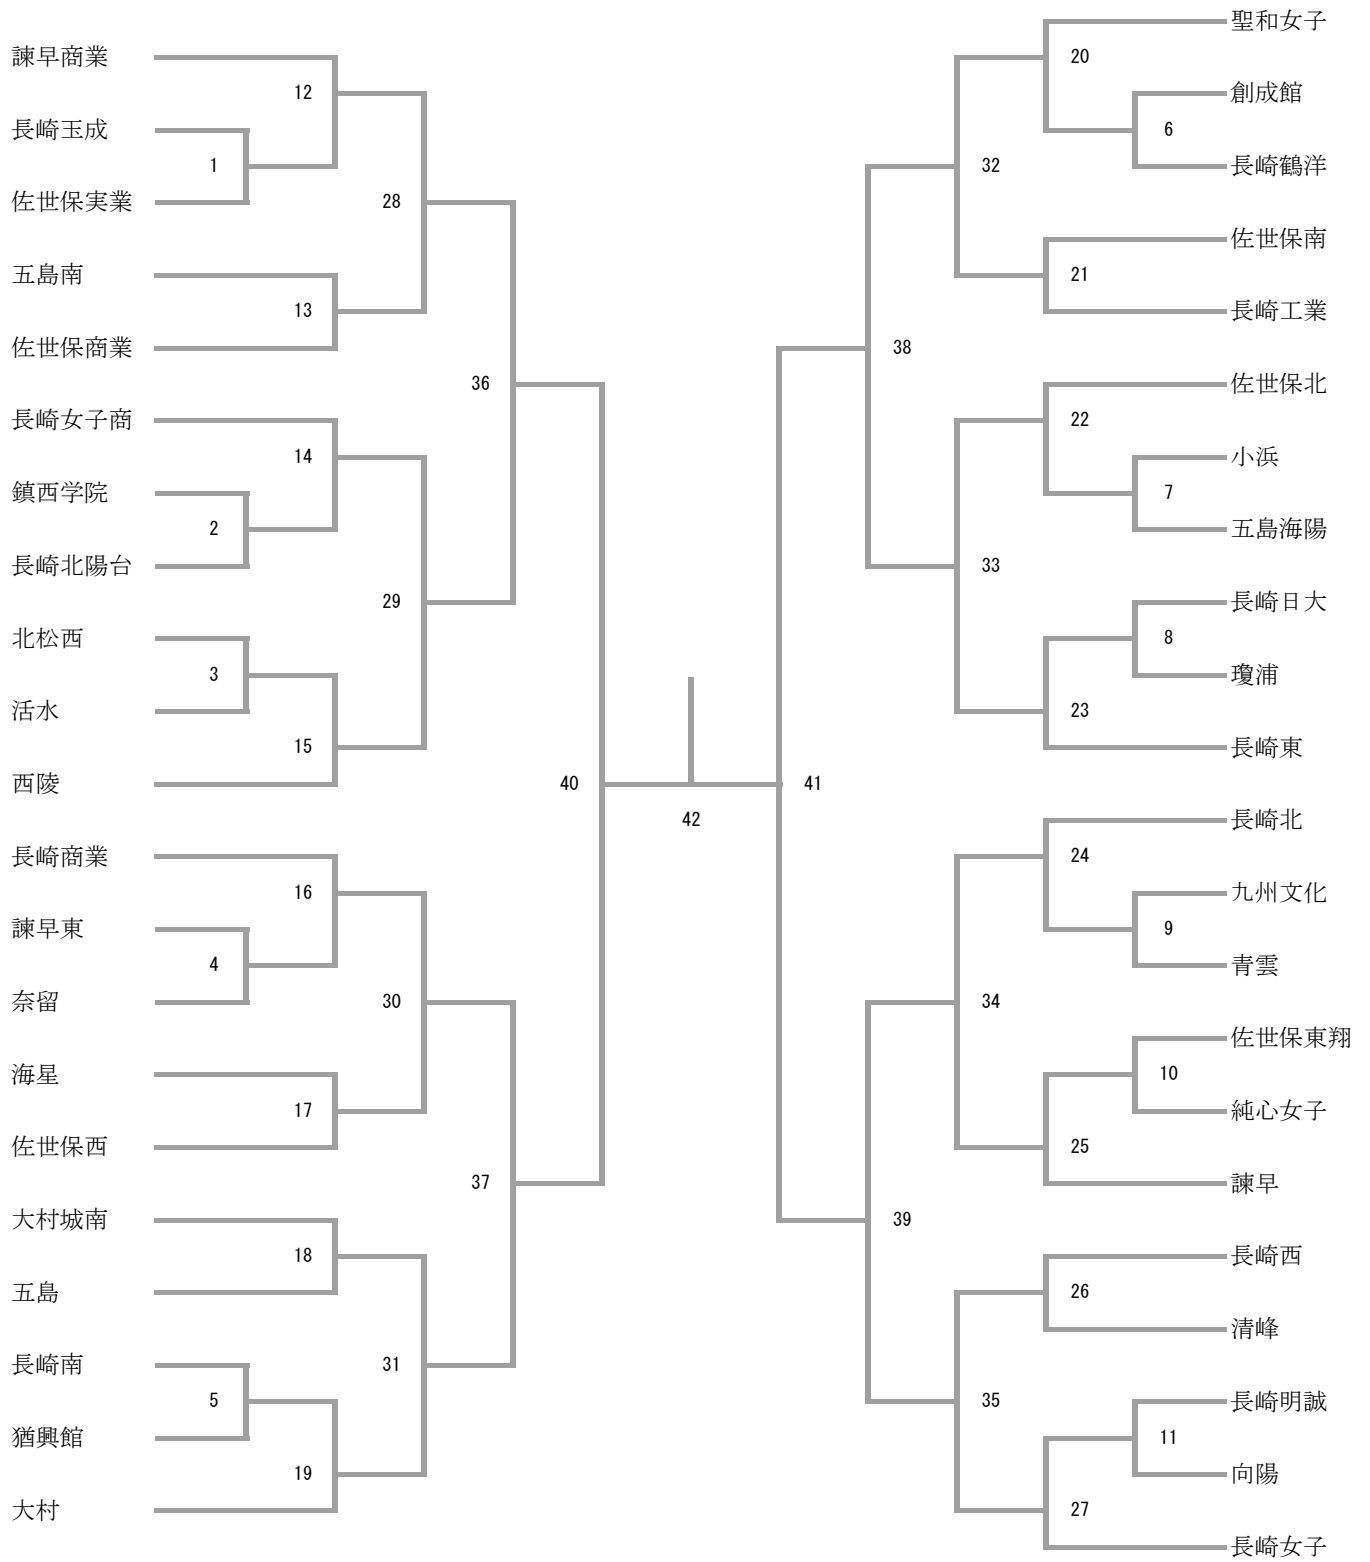 諫早商業
12
長崎玉成
1
佐世保実業
28
五島南
13
佐世保商業
36
長崎女子商
14
鎮西学院
2
長崎北陽台
29
北松西
3
活水
15
西陵
40
長崎商業
16
諫早東
4
奈留
30
海星
17
佐世保西
37
大村城南
18
五島
長崎南
31
5
猶興館
19
大村
42
聖和女子
20
創成館
6
長崎鶴洋
32
佐世保南
21
長崎工業
38
佐世保北
22
小浜
7
五島海陽
33
長崎日大
8
瓊浦
23
長崎東
41
長崎北
24
九州文化
9
青雲
34
佐世保東翔
10
純心女子
25
諫早
39
長崎西
26
清峰
35
長崎明誠
11
向陽
27
長崎女子